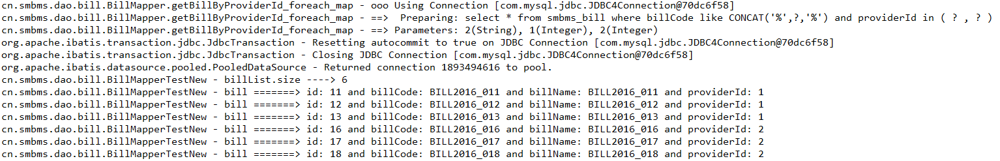 cn.smbms.dao.bill.BillMapper.getBillByProviderId_foreach_map - ooo Using Connection [com.mysql.jdbc.JDBC4Connection@70dc6f58]
cn.smbms.dao.bill.BillMapper.getBillByProviderId_foreach_map - ==>  Preparing: select * from smbms_bill where billCode like CONCAT('%',?,'%') and providerId in ( ? , ? )
cn.smbms.dao.bill.BillMapper.getBillByProviderId_foreach_map - ==> Parameters: 2(String), 1(Integer), 2(Integer)
org.apache.ibatis.transaction.jdbc.JdbcTransaction - Resetting autocommit to true on JDBC Connection [com.mysql.jdbc.JDBC4Connection@70dc6f58]
org.apache.ibatis.transaction.jdbc.JdbcTransaction - Closing JDBC Connection [com.mysql.jdbc.JDBC4Connection@70dc6f58]
org.apache.ibatis.datasource.pooled.PooledDataSource - Returned connection 1893494616 to pool.
cn.smbms.dao.bill.BillMapperTestNew - billList.size ----> 6
cn.smbms.dao.bill.BillMapperTestNew - bill =======> id: 11 and billCode: BILL2016_011 and billName: BILL2016_011 and providerId: 1
cn.smbms.dao.bill.BillMapperTestNew - bill =======> id: 12 and billCode: BILL2016_012 and billName: BILL2016_012 and providerId: 1
cn.smbms.dao.bill.BillMapperTestNew - bill =======> id: 13 and billCode: BILL2016_013 and billName: BILL2016_013 and providerId: 1
cn.smbms.dao.bill.BillMapperTestNew - bill =======> id: 16 and billCode: BILL2016_016 and billName: BILL2016_016 and providerId: 2
cn.smbms.dao.bill.BillMapperTestNew - bill =======> id: 17 and billCode: BILL2016_017 and billName: BILL2016_017 and providerId: 2
cn.smbms.dao.bill.BillMapperTestNew - bill =======> id: 18 and billCode: BILL2016_018 and billName: BILL2016_018 and providerId: 2